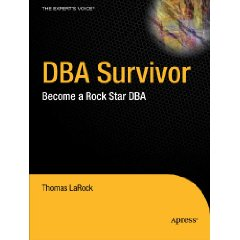 THE EXPERT'S VOICE®
DBA Survivor
Become a Rock Star DBA
Thomas LaRock
Apress®